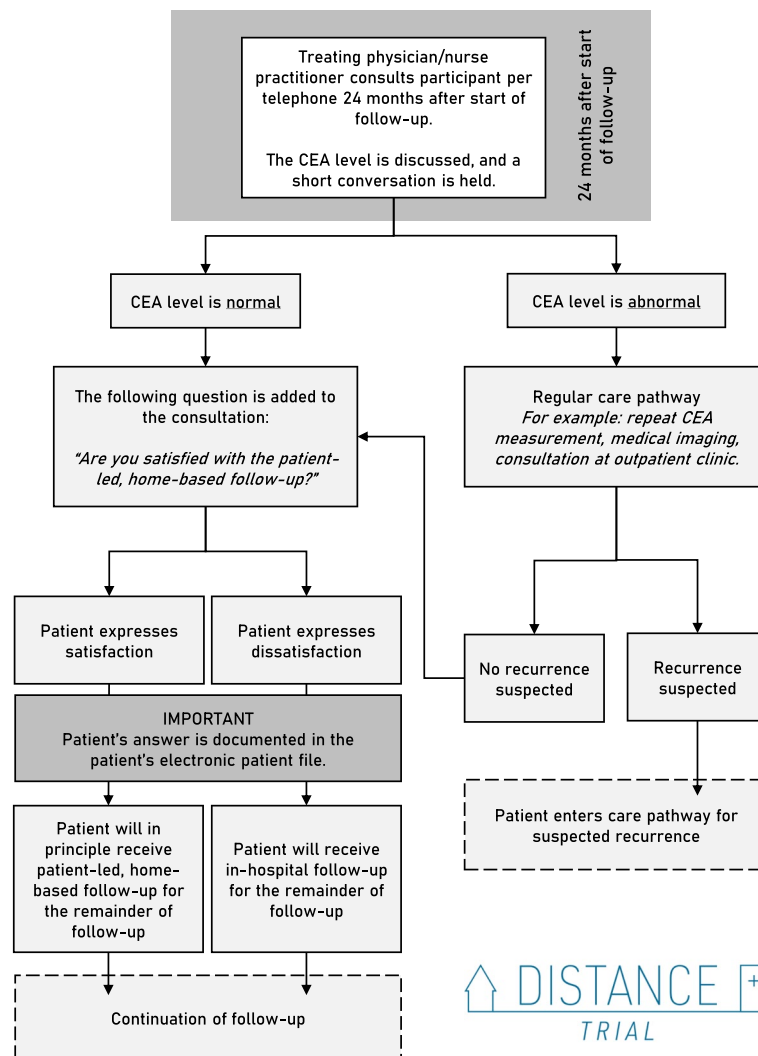 Treating physician/nurse
practitioner consults participant per
telephone 24 months after start of
follow-up.
The CEA level is discussed, and a
short conversation is held.
24 months after start
of follow-up
CEA level is normal
CEA level is abnormal
The following question is added to
the consultation:
"Are you satisfied with the patient-
led, home-based follow-up?"
Regular care pathway
For example: repeat CEA
measurement, medical imaging,
consultation at outpatient clinic.
Patient expresses
satisfaction
Patient expresses
dissatisfaction
No recurrence
suspected
Recurrence
suspected
IMPORTANT
Patient's answer is documented in the
patient's electronic patient file.
Patient will in
principle receive
patient-led, home-
based follow-up for
the remainder of
follow-up
Patient will receive
in-hospital follow-up
for the remainder of
follow-up
Patient enters care pathway for
suspected recurrence
Continuation of follow-up
DISTANCE
TRIAL